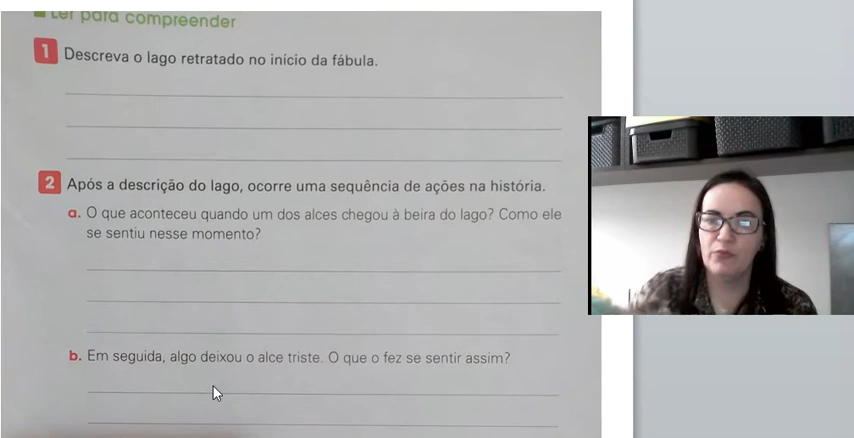 Ler para compreender
1 Descreva o lago retratado no início da fábula.
2 Após a descrição do lago, ocorre uma sequência de ações na história.
a. O que aconteceu quando um dos alces chegou à beira do lago? Como ele
se sentiu nesse momento?
b. Em seguida, algo deixou o alce triste. O que o fez se sentir assim?